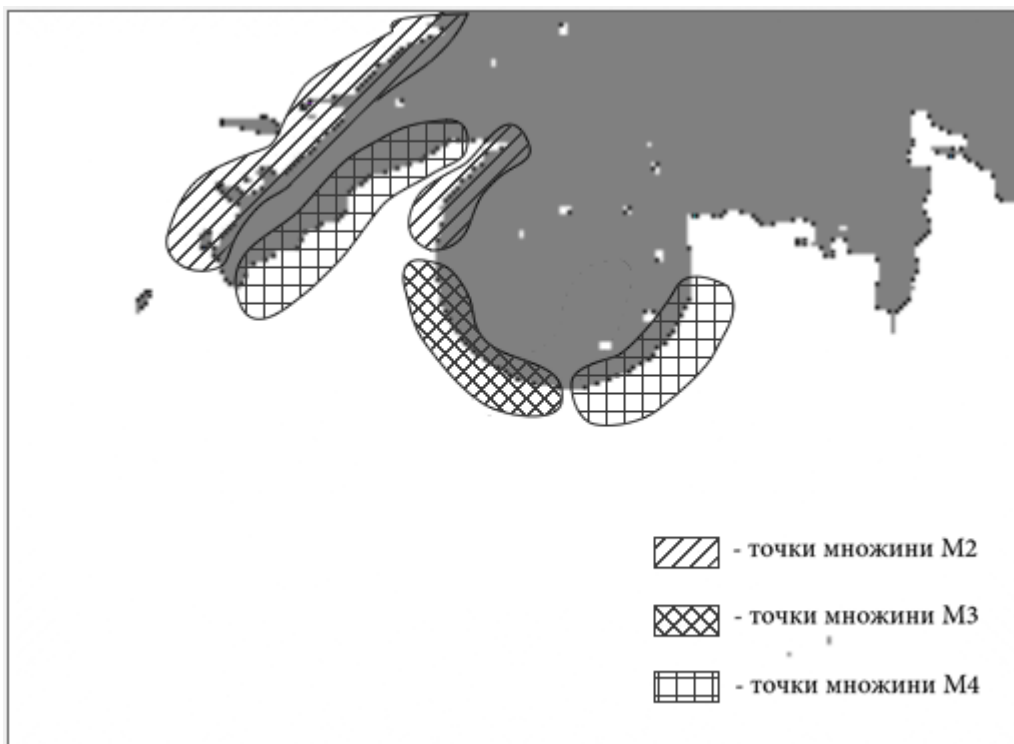 - точки множини М2
- точки множини М3
- точки множини М4